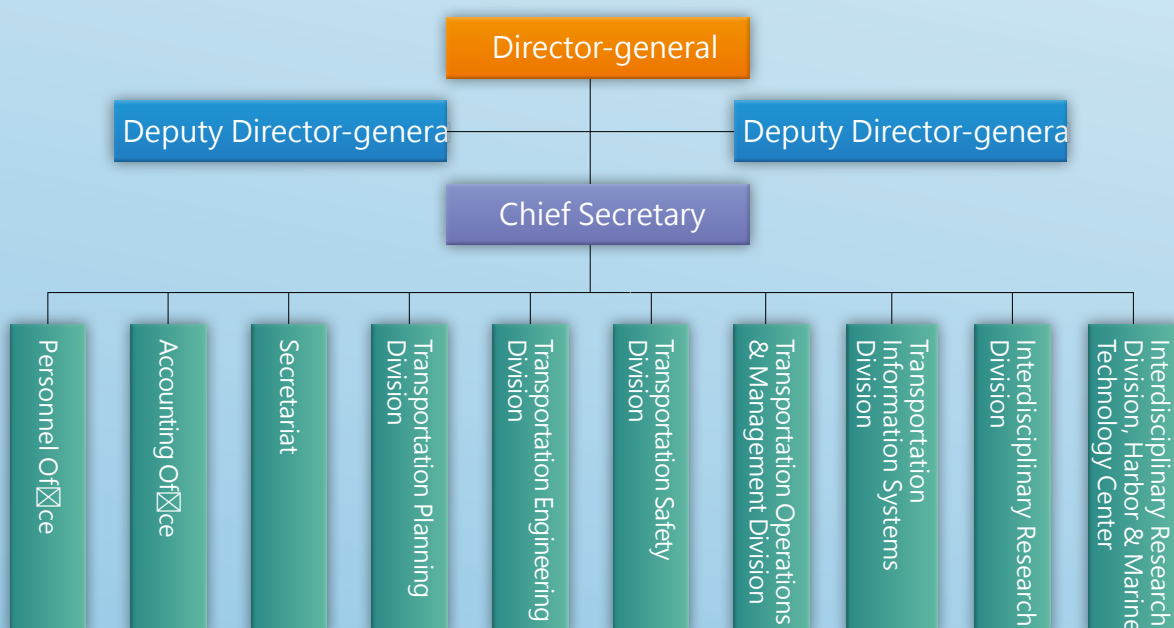 Director-general
Deputy Director-genera
Deputy Director-genera
Chief Secretary
Personnel Of☒ce
Accounting Of☒ce
Secretariat
Transportation Planning
Division
Transportation Engineering
Division
Transportation Safety
Division
Transportation Operations
& Management Division
Transportation
Information Systems
Division
Interdisciplinary Research
Division
Interdisciplinary Research
Division, Harbor & Marine
Technology Center